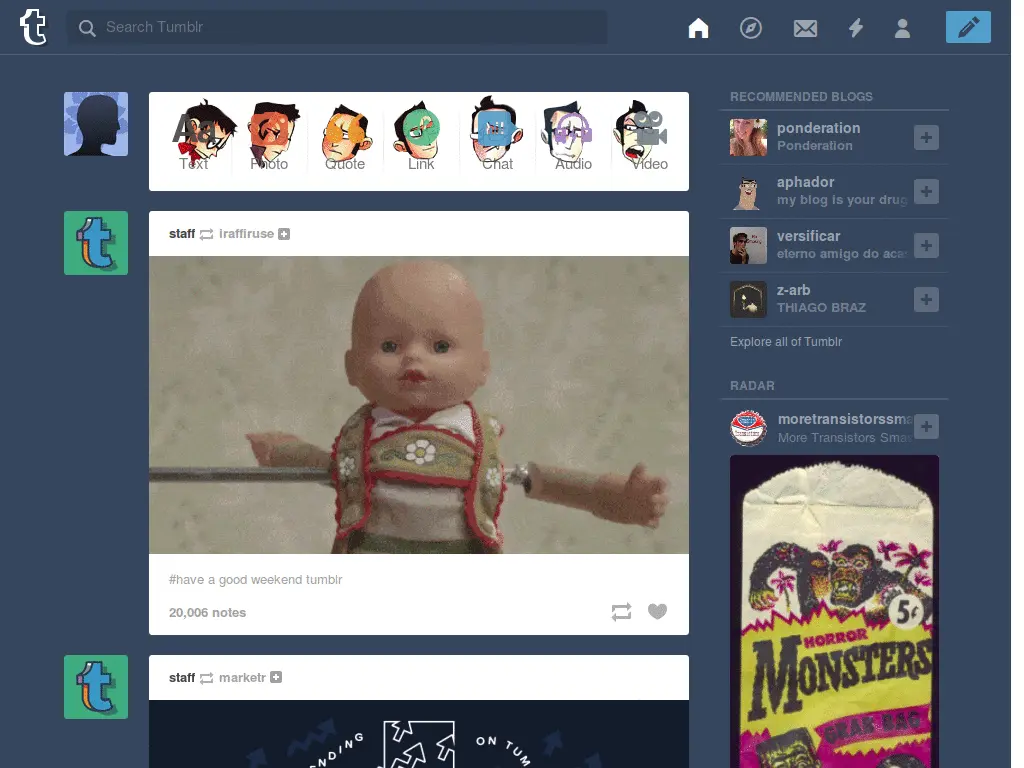 t
Search Tumblr
Aa
Text
Photo
Quote
Link
Chat
Audio
Video
staff iraffiruse
#have a good weekend tumblr
20,006 notes
staff marketr
ENDING
ON TUM
RECOMMENDED BLOGS
ponderation
Ponderation
aphador
my blog is your drug
versificar
eterno amigo do aca
z-arb
THIAGO BRAZ
Explore all of Tumblr
RADAR
moretransistorssma
More Transistors Smas
5¢
HORROR
MONSTERS
GRAB BAG